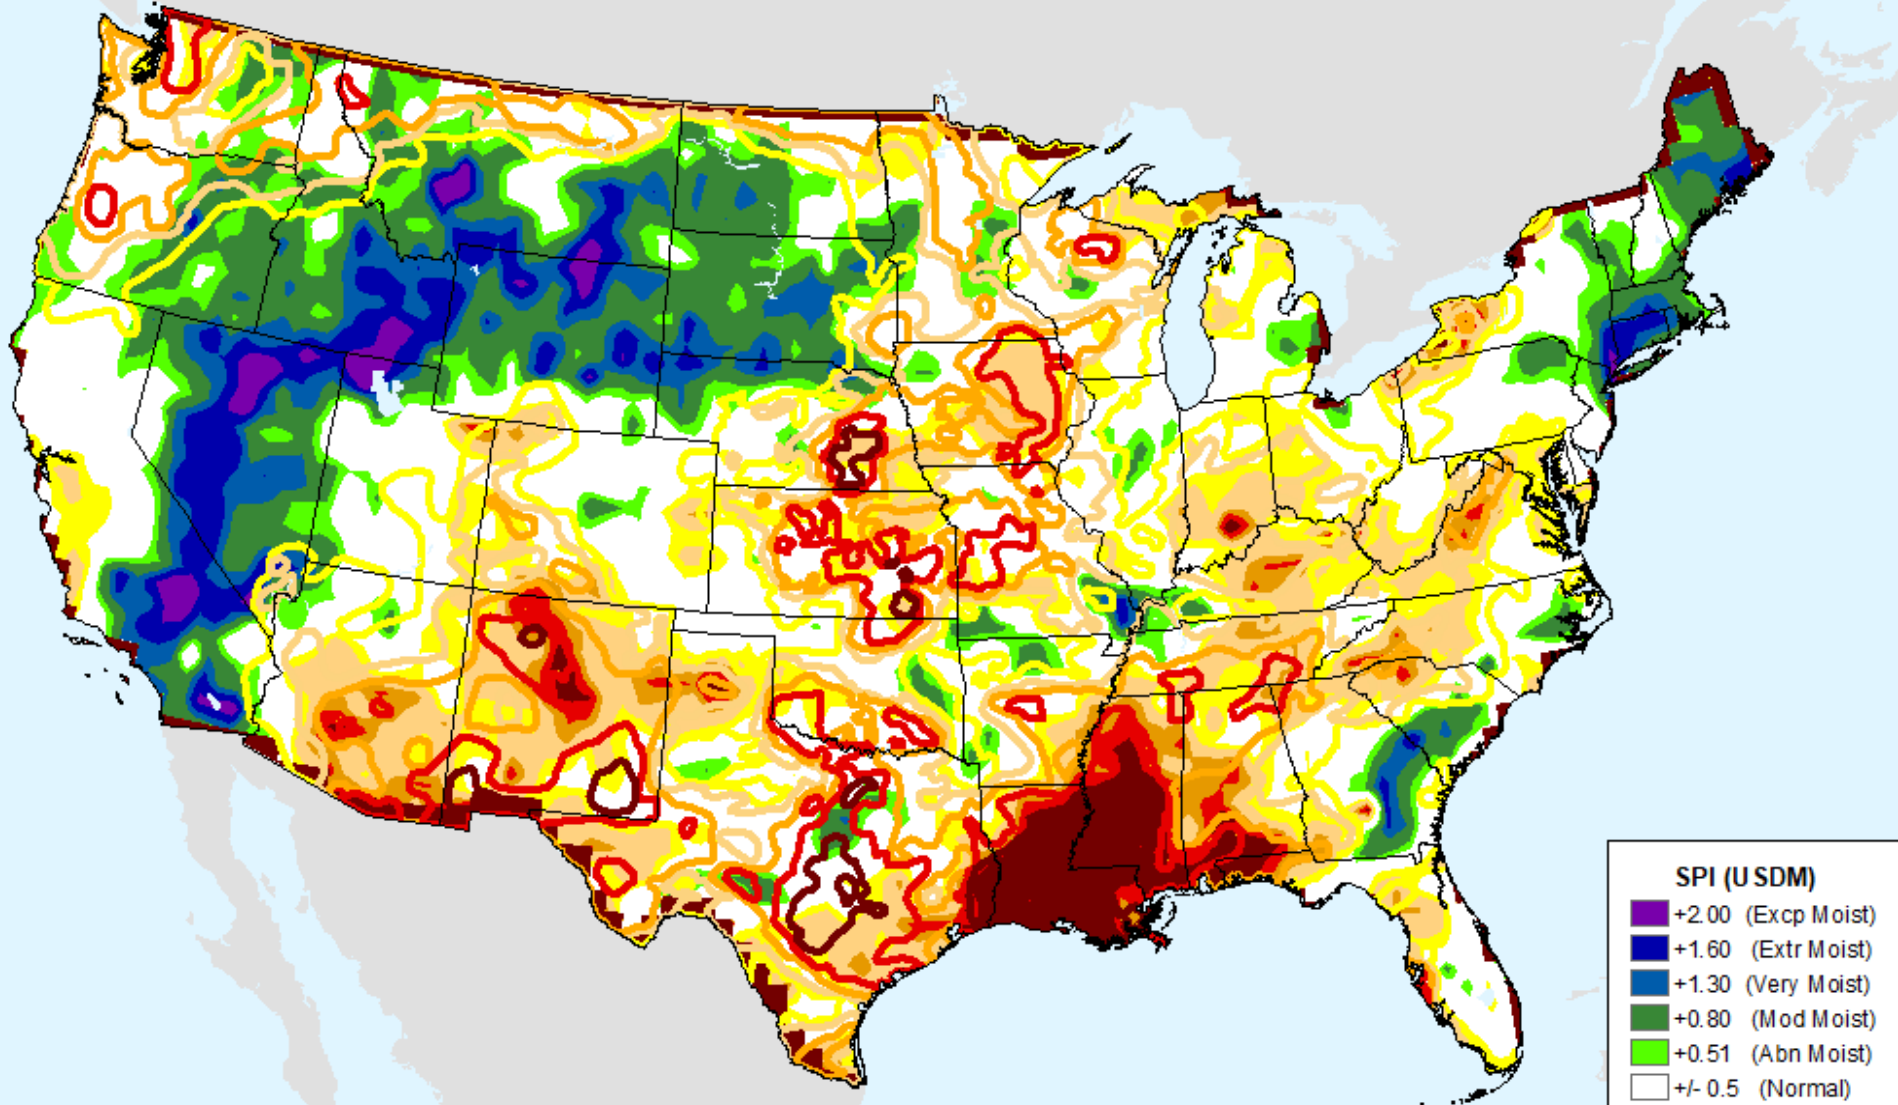 SPI (USDM)
+2.00 (Excp Moist)
+1.60 (Extr Moist)
+1.30 (Very Moist)
+0.80 (Mod Moist)
+0.51 (Abn Moist)
+/- 0.5 (Normal)